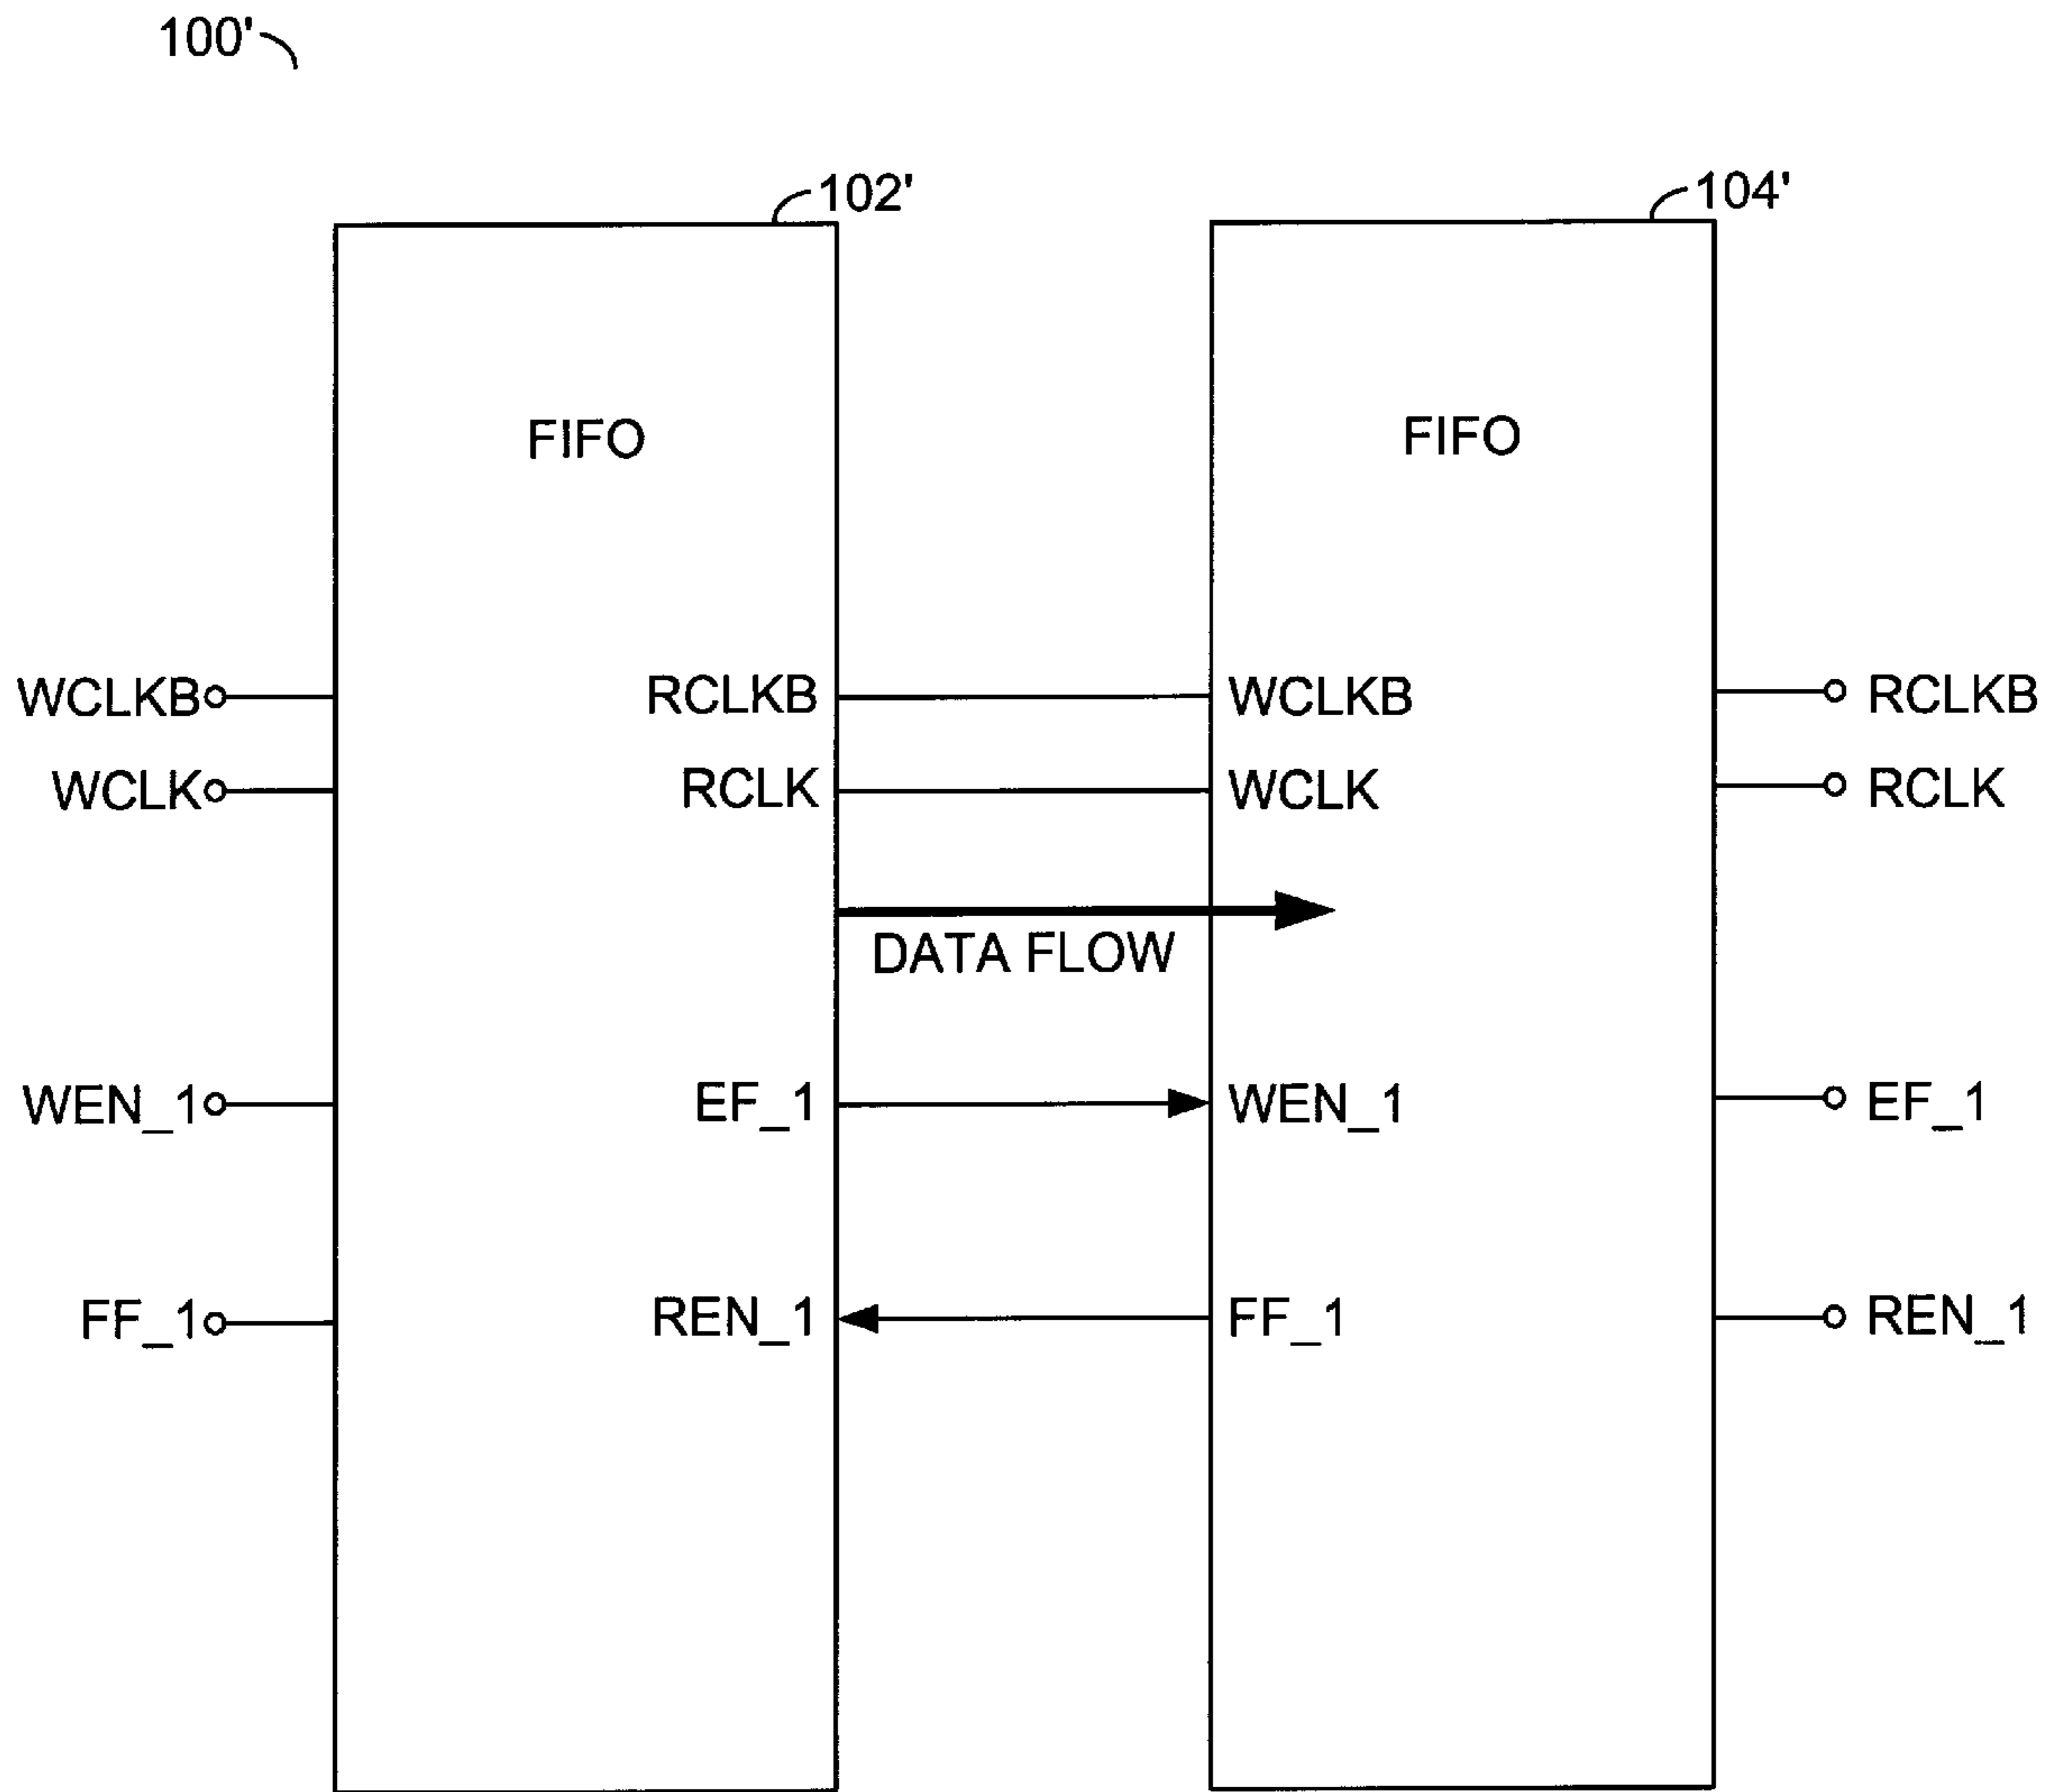 100'
102'
104'
FIFO
FIFO
WCLKB
RCLKB
WCLKB
RCLKB
WCLK
RCLK
WCLK
RCLK
DATA FLOW
WEN_1
EF_1
WEN_1
EF_1
FF_1
REN_1
FF_1
REN_1